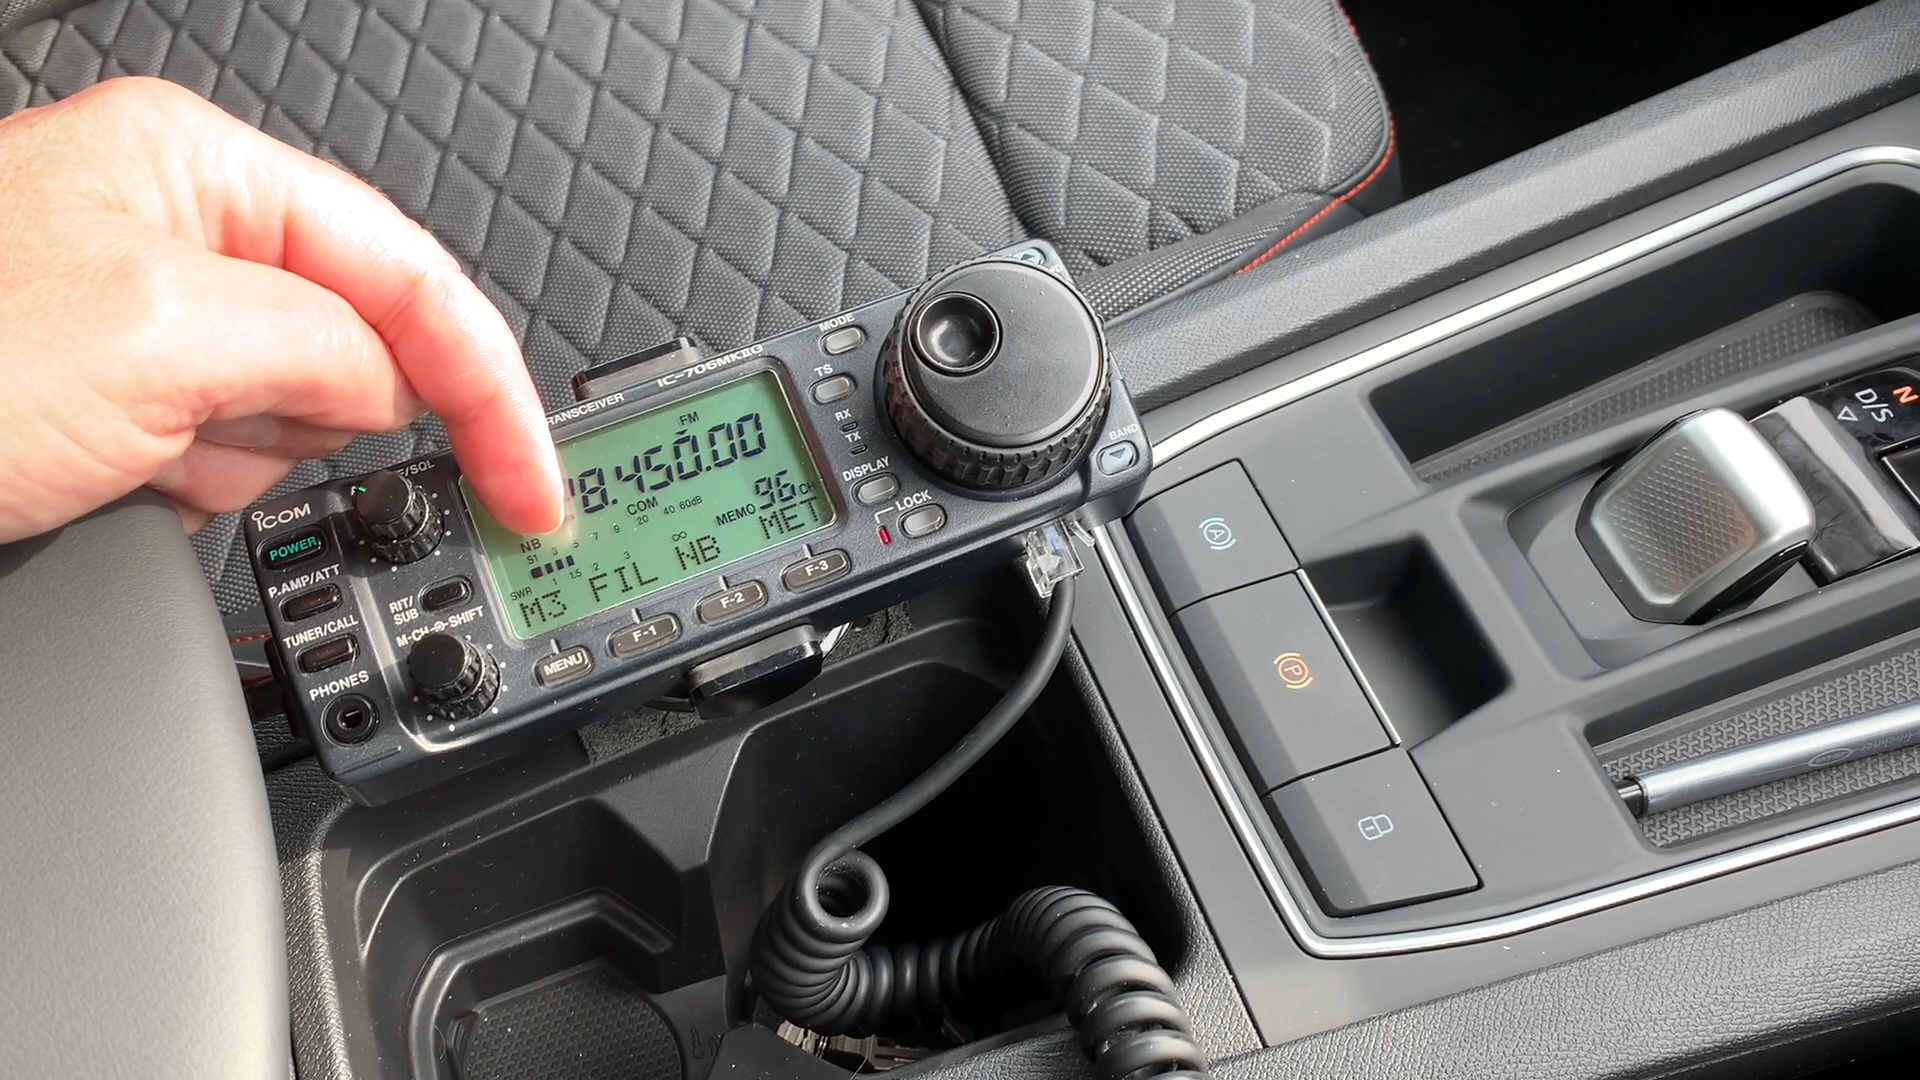 TRANSCEIVER
IC-706MKIIG
MODE
TS
RX
TX
DISPLAY
LOCK
BAND
ICOM
POWER
P.AMP/ATT
TUNER/CALL
PHONES
/SQL
RIT/
SUB
M-CH SHIFT
FM
8.450.00
COM
NB
S1 3 5 7 9 20 40 60dB
MEMO 96 CH
1 1.5 2 3 ∞
SWR
M3 FIL NB MET
MENU
F-1
F-2
F-3
(A)
(P)
N
D/S
fineliner